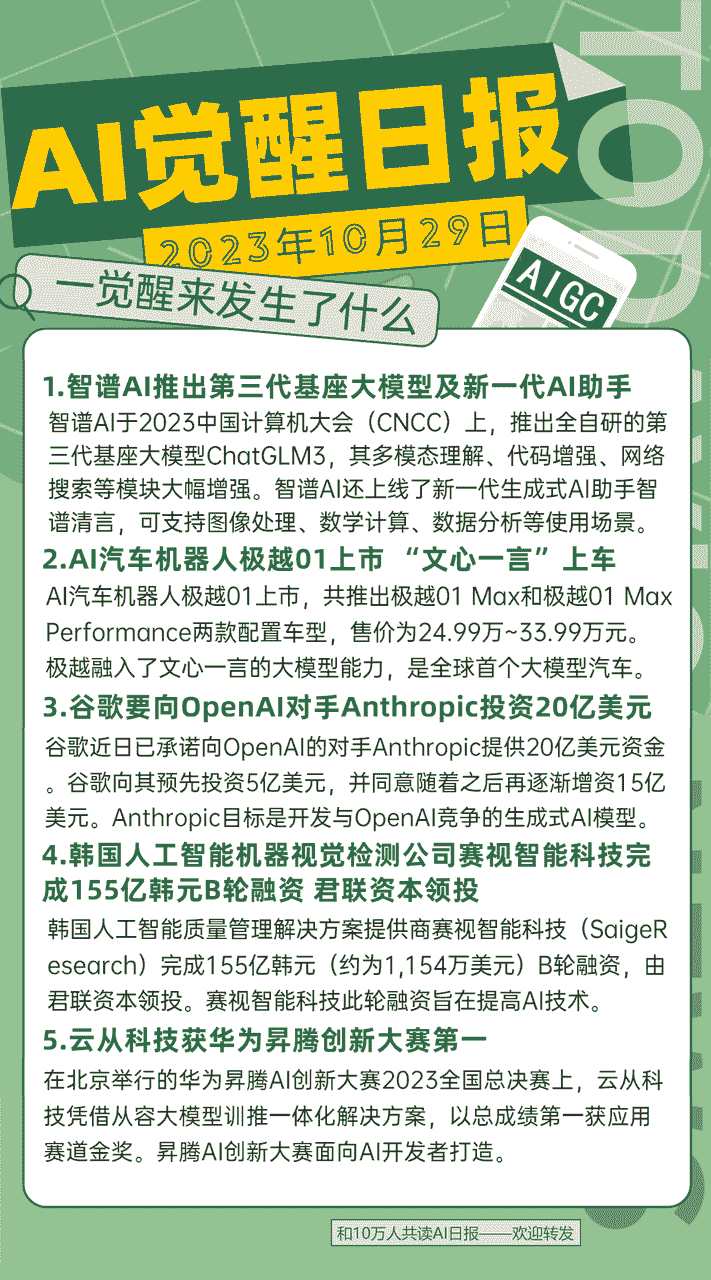 AI觉醒日报
2023年10月29日
一觉醒来发生了什么
AIGC
1.智谱AI推出第三代基座大模型及新一代AI助手
智谱AI于2023中国计算机大会（CNCC）上，推出全自研的第
三代基座大模型ChatGLM3，其多模态理解、代码增强、网络
搜索等模块大幅增强。智谱AI还上线了新一代生成式AI助手智
谱清言，可支持图像处理、数学计算、数据分析等使用场景。
2.AI汽车机器人极越01上市 “文心一言”上车
AI汽车机器人极越01上市，共推出极越01 Max和极越01 Max
Performance两款配置车型，售价为24.99万~33.99万元。
极越融入了文心一言的大模型能力，是全球首个大模型汽车。
3.谷歌要向OpenAI对手Anthropic投资20亿美元
谷歌近日已承诺向OpenAI的对手Anthropic提供20亿美元资金
。谷歌向其预先投资5亿美元，并同意随着之后再逐渐增资15亿
美元。Anthropic目标是开发与OpenAI竞争的生成式AI模型。
4.韩国人工智能机器视觉检测公司赛视智能科技完
成155亿韩元B轮融资 君联资本领投
韩国人工智能质量管理解决方案提供商赛视智能科技（SaigeR
esearch）完成155亿韩元（约为1,154万美元）B轮融资，由
君联资本领投。赛视智能科技此轮融资旨在提高AI技术。
5.云从科技获华为昇腾创新大赛第一
在北京举行的华为昇腾AI创新大赛2023全国总决赛上，云从科
技凭借从容大模型训推一体化解决方案，以总成绩第一获应用
赛道金奖。昇腾AI创新大赛面向AI开发者打造。
和10万人共读AI日报——欢迎转发